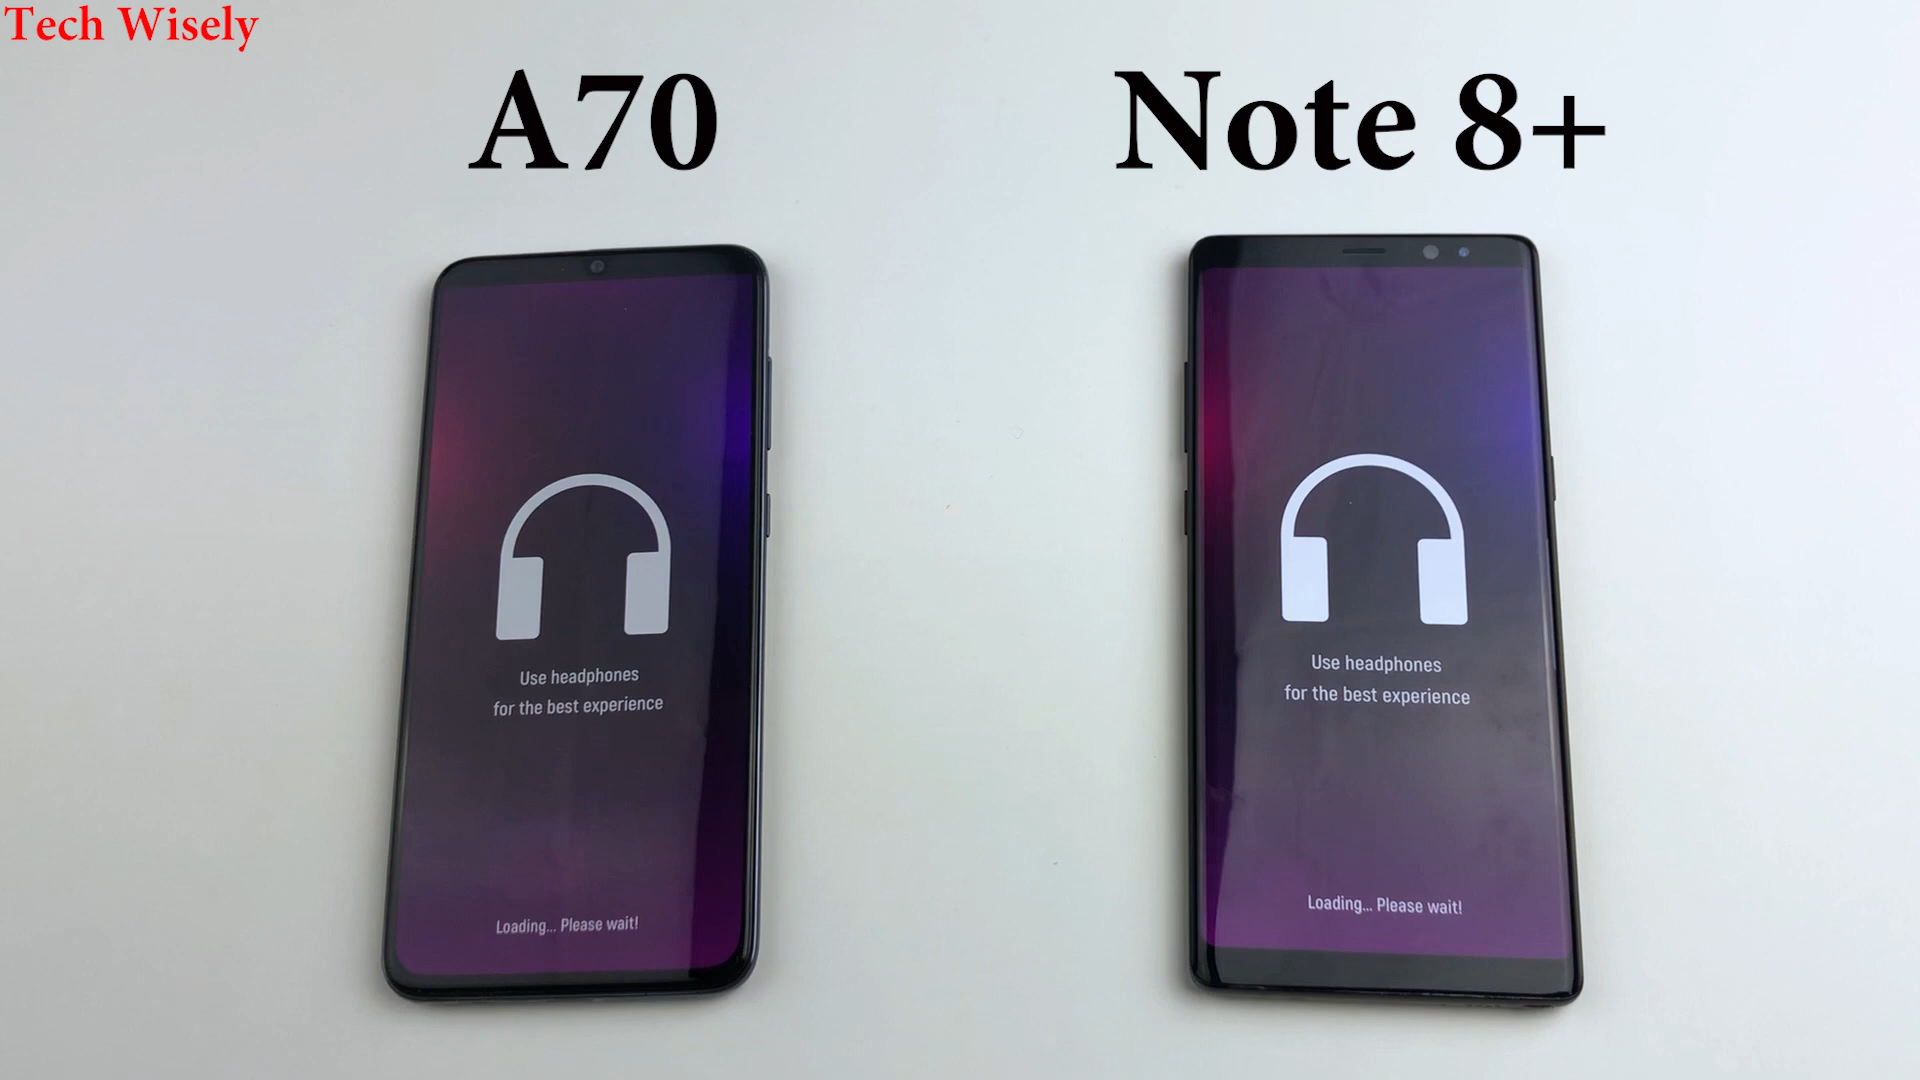 Tech Wisely
A70
Note 8+
Use headphones
for the best experience
Loading... Please wait!
Use headphones
for the best experience
Loading... Please wait!